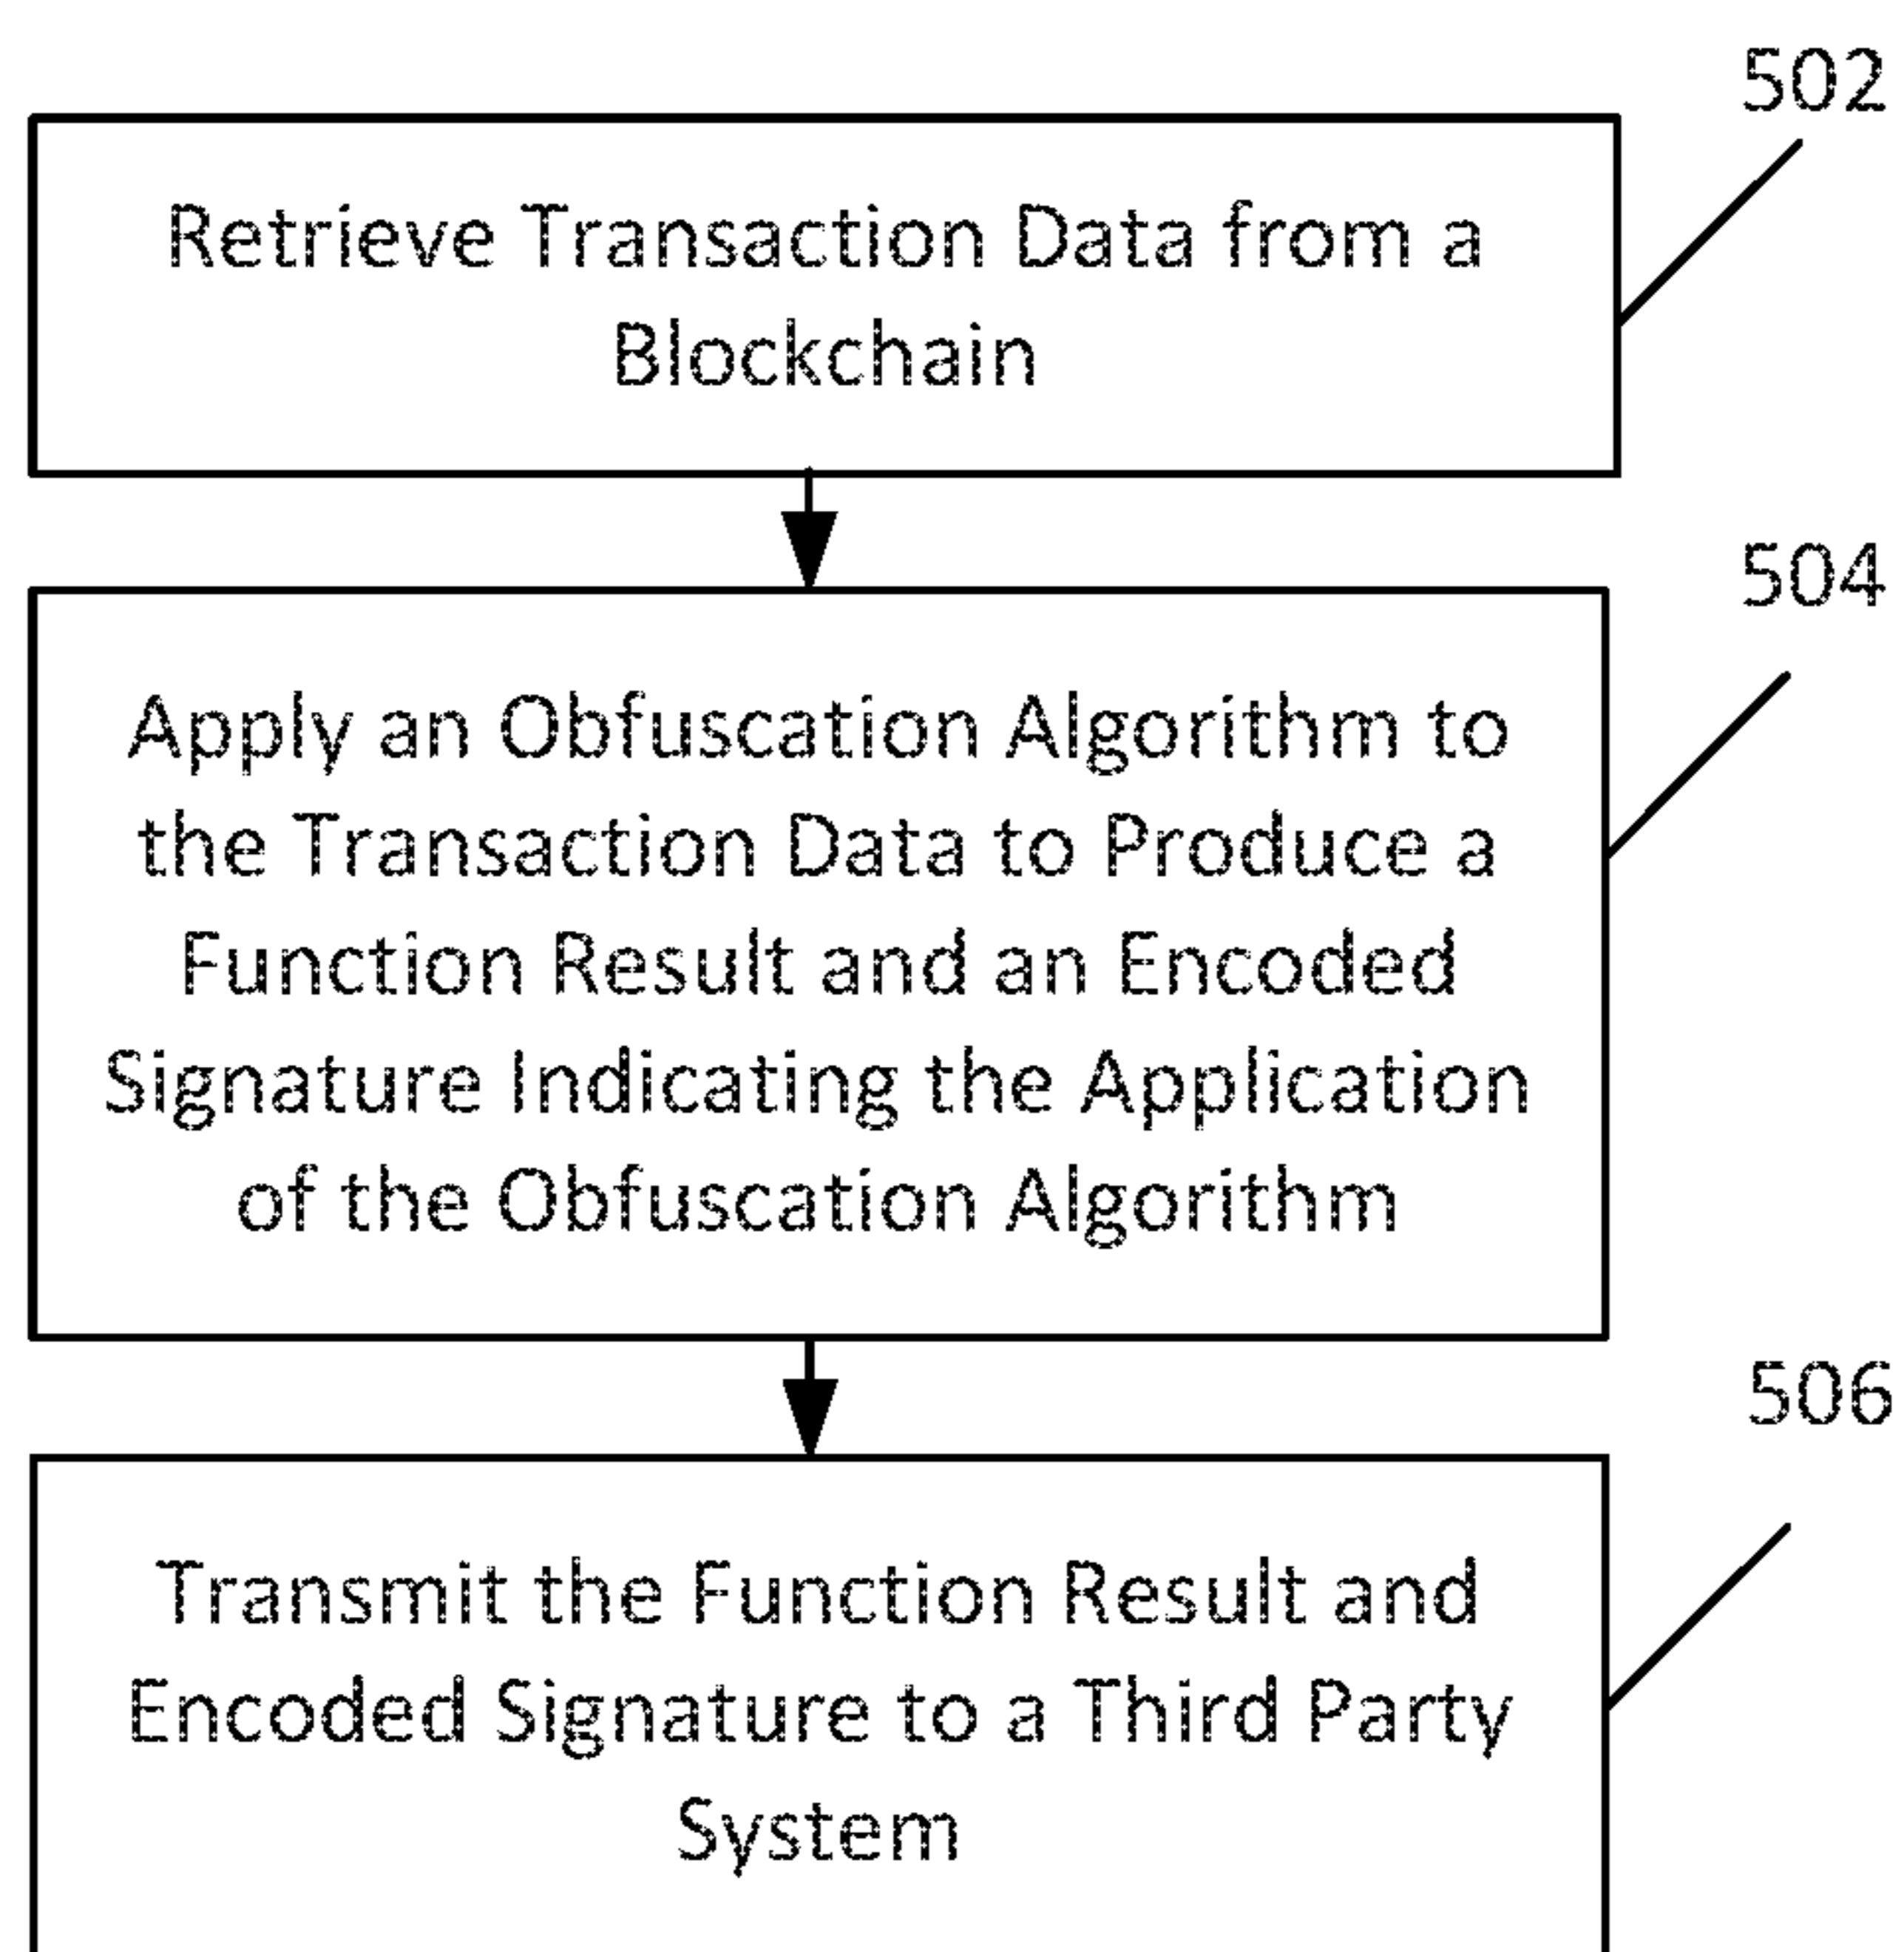 502
Retrieve Transaction Data from a
Blockchain
504
Apply an Obfuscation Algorithm to
the Transaction Data to Produce a
Function Result and an Encoded
Signature Indicating the Application
of the Obfuscation Algorithm
506
Transmit the Function Result and
Encoded Signature to a Third Party
System